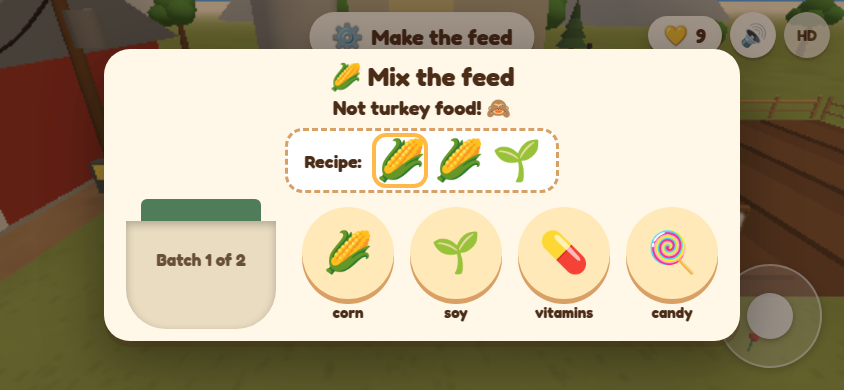 Make the feed
9
HD
Mix the feed
Not turkey food!
Recipe:
Batch 1 of 2
corn
soy
vitamins
candy